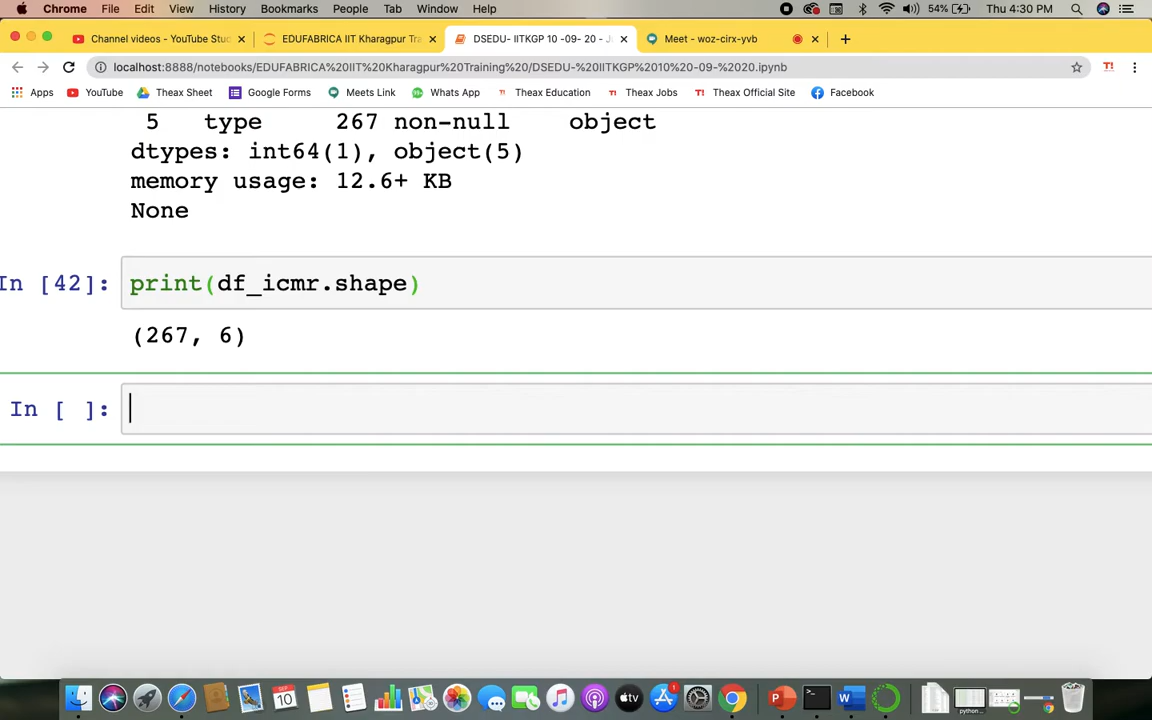 Chrome File Edit View History Bookmarks People Tab Window Help 54% Thu 4:30 PM
Channel videos - YouTube Stu EDUFABRICA IIT Kharagpur Tra DSEDU- IITKGP 10 -09- 20 - J Meet - woz-cirx-yvb
localhost:8888/notebooks/EDUFABRICA%20IIT%20Kharagpur%20Training%20/DSEDU-%20IITKGP%2010%20-09-%2020.ipynb T!
Apps YouTube Theax Sheet Google Forms Meets Link Whats App Theax Education Theax Jobs Theax Official Site Facebook
5 type 267 non-null object
dtypes: int64(1), object(5)
memory usage: 12.6+ KB
None
In [42]: print(df_icmr.shape)
(267, 6)
In [ ]: